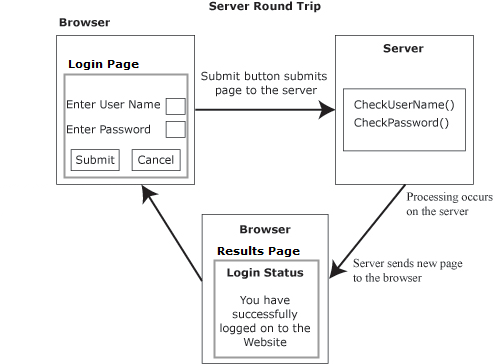 Server Round Trip
Browser
Login Page
Enter User Name
Enter Password
Submit
Cancel
Submit button submits
page to the server
Server
CheckUserName()
CheckPassword()
Processing occurs
on the server
Server sends new page
to the browser
Browser
Results Page
Login Status
You have
successfully
logged on to the
Website